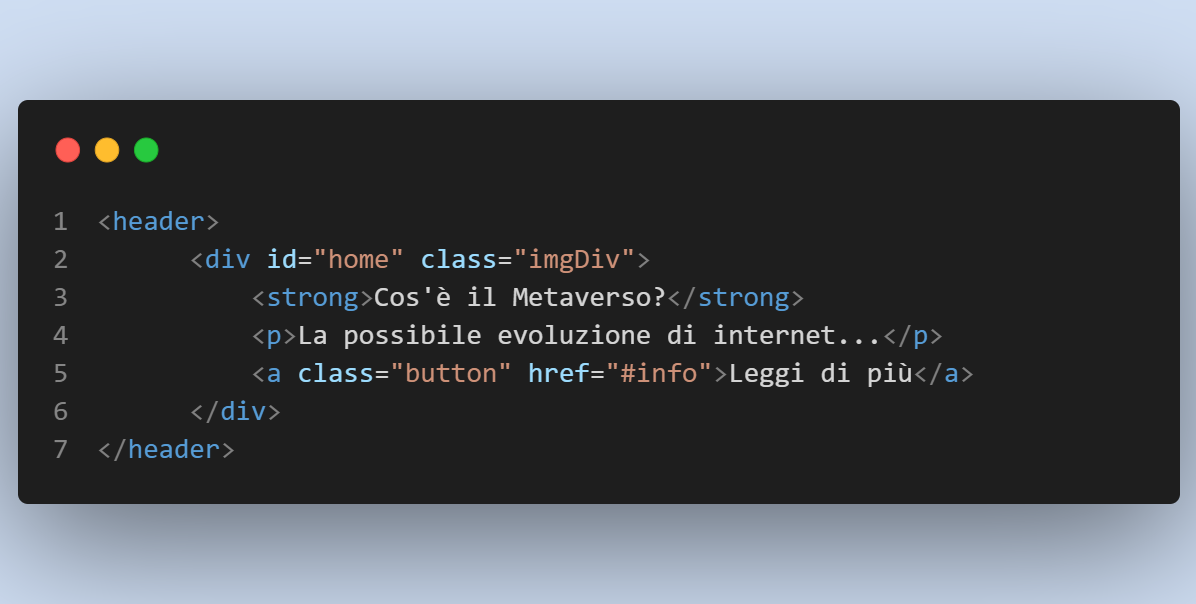 1 <header>
2       <div id="home" class="imgDiv">
3           <strong>Cos'è il Metaverso?</strong>
4           <p>La possibile evoluzione di internet...</p>
5           <a class="button" href="#info">Leggi di più</a>
6       </div>
7 </header>